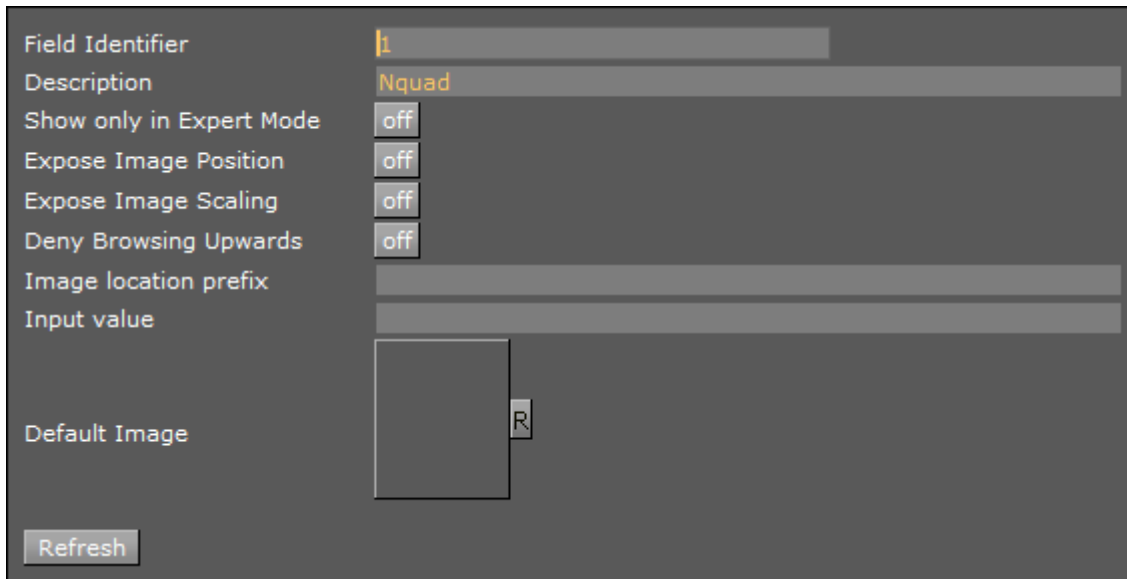 Field Identifier 1
Description Nquad
Show only in Expert Mode off
Expose Image Position off
Expose Image Scaling off
Deny Browsing Upwards off
Image location prefix
Input value
Default Image R
Refresh